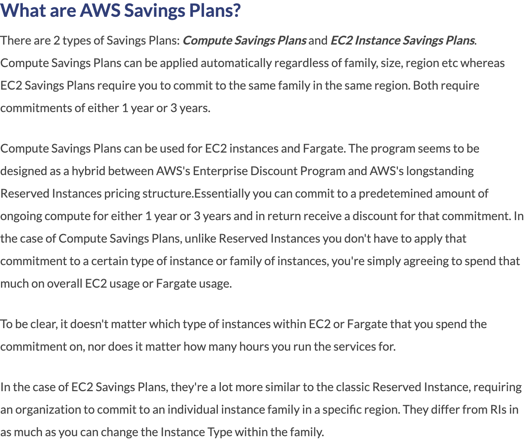 What are AWS Savings Plans?
There are 2 types of Savings Plans: Compute Savings Plans and EC2 Instance Savings Plans.
Compute Savings Plans can be applied automatically regardless of family, size, region etc whereas
EC2 Savings Plans require you to commit to the same family in the same region. Both require
commitments of either 1 year or 3 years.
Compute Savings Plans can be used for EC2 instances and Fargate. The program seems to be
designed as a hybrid between AWS's Enterprise Discount Program and AWS's longstanding
Reserved Instances pricing structure.Essentially you can commit to a predetemined amount of
ongoing compute for either 1 year or 3 years and in return receive a discount for that commitment. In
the case of Compute Savings Plans, unlike Reserved Instances you don't have to apply that
commitment to a certain type of instance or family of instances, you're simply agreeing to spend that
much on overall EC2 usage or Fargate usage.
To be clear, it doesn't matter which type of instances within EC2 or Fargate that you spend the
commitment on, nor does it matter how many hours you run the services for.
In the case of EC2 Savings Plans, they're a lot more similar to the classic Reserved Instance, requiring
an organization to commit to an individual instance family in a specific region. They differ from RIs in
as much as you can change the Instance Type within the family.